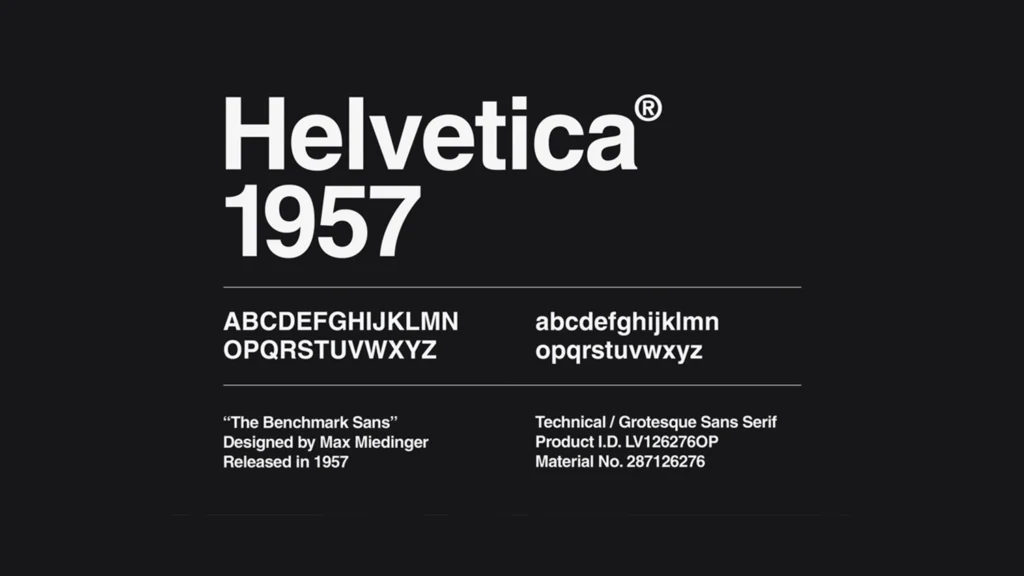 Helvetica®
1957
ABCDEFGHIJKLMN
OPQRSTUVWXYZ
abcdefghijklmn
opqrstuvwxyz
“The Benchmark Sans”
Designed by Max Miedinger
Released in 1957
Technical / Grotesque Sans Serif
Product I.D. LV126276OP
Material No. 287126276